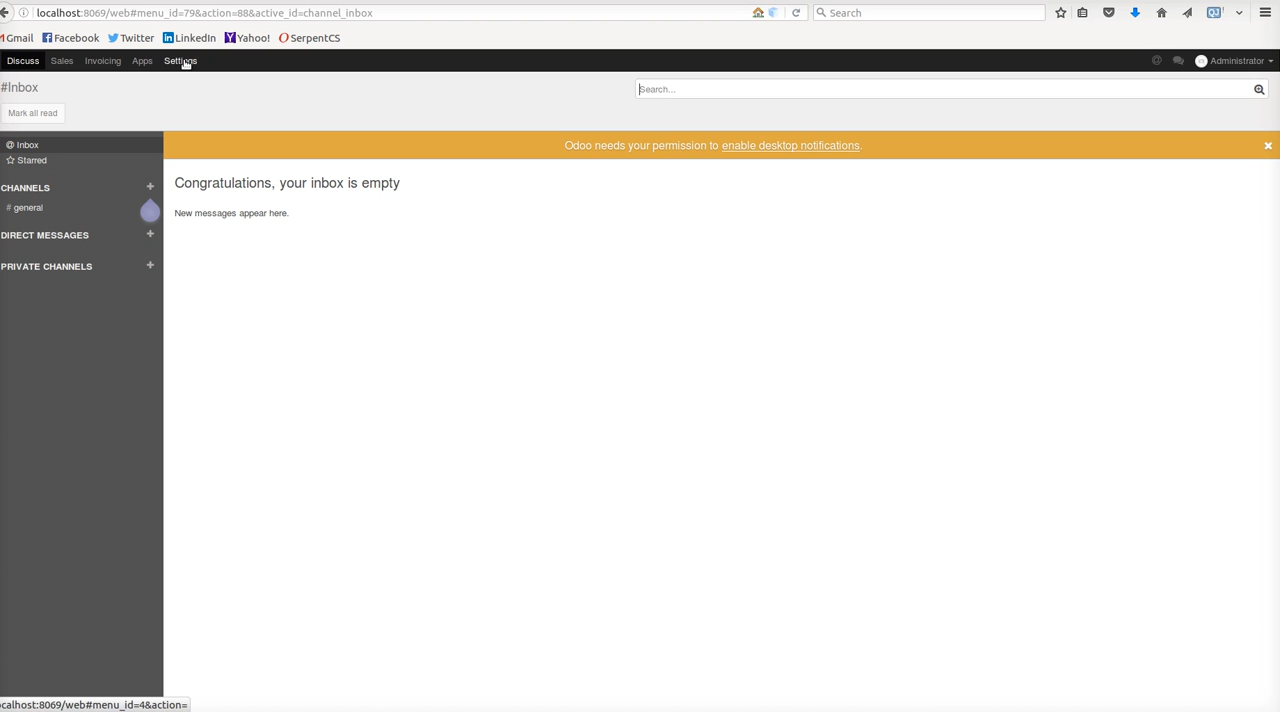 localhost:8069/web#menu_id=79&action=88&active_id=channel_inbox
Search
Gmail Facebook Twitter LinkedIn Yahoo! SerpentCS
Discuss Sales Invoicing Apps Settings Administrator
#Inbox
Search...
Mark all read
Inbox
Odoo needs your permission to enable desktop notifications.
Starred
Congratulations, your inbox is empty
CHANNELS
# general
New messages appear here.
DIRECT MESSAGES
PRIVATE CHANNELS
ocalhost:8069/web#menu_id=4&action=